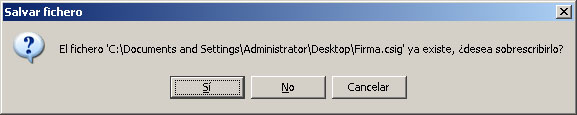 Salvar fichero
El fichero 'C:\Documents and Settings\Administrator\Desktop\Firma.csig' ya existe, ¿desea sobrescribirlo?
Sí
No
Cancelar